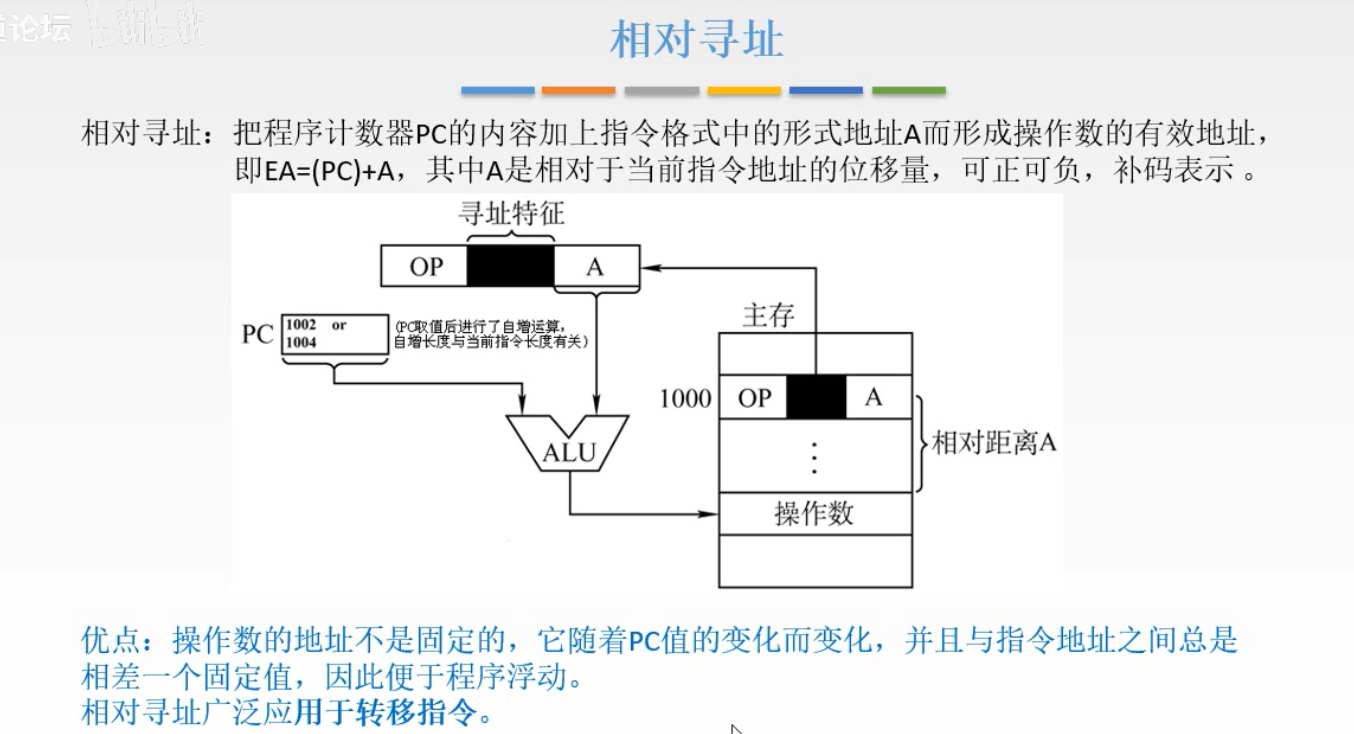 道论坛 bilibili
相对寻址
相对寻址：把程序计数器PC的内容加上指令格式中的形式地址A而形成操作数的有效地址，
即EA=(PC)+A，其中A是相对于当前指令地址的位移量，可正可负，补码表示 。
寻址特征
OP A
PC 1002 or
1004
(PC取值后进行了自增运算，
自增长度与当前指令长度有关)
主存
1000 OP A
ALU
⋮
相对距离A
操作数
优点：操作数的地址不是固定的，它随着PC值的变化而变化，并且与指令地址之间总是
相差一个固定值，因此便于程序浮动。
相对寻址广泛应用于转移指令。